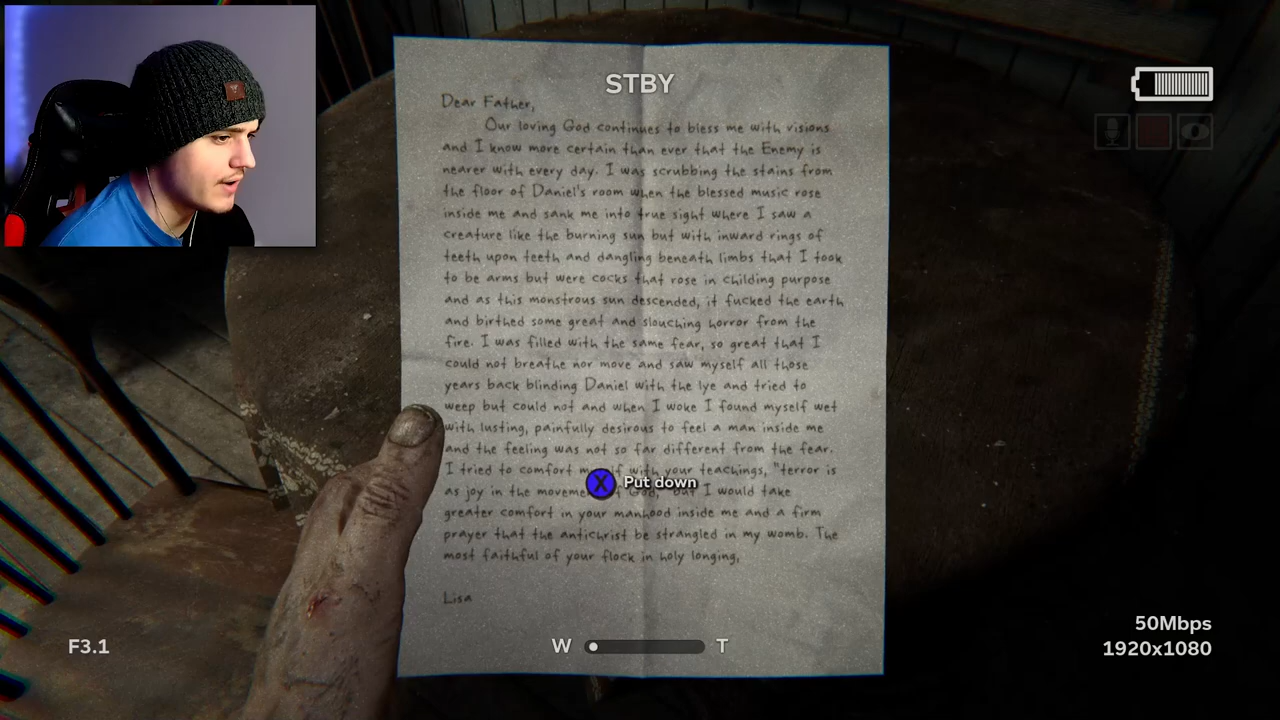 STBY
Dear Father,
Our loving God continues to bless me with visions
and I know more certain than ever that the Enemy is
nearer with every day. I was scrubbing the stains from
the floor of Daniel's room when the blessed music rose
inside me and sank me into true sight where I saw a
creature like the burning sun but with inward rings of
teeth upon teeth and dangling beneath limbs that I took
to be arms but were cocks that rose in childing purpose
and as this monstrous sun descended, it fucked the earth
and birthed some great and slouching horror from the
fire. I was filled with the same fear, so great that I
could not breathe nor move and saw myself all those
years back blinding Daniel with the lye and tried to
weep but could not and when I woke I found myself wet
with lusting, painfully desirous to feel a man inside me
and the feeling was not so far different from the fear.
I tried to comfort with your teachings, "terror is
X Put down
as joy in the God," but I would take
greater comfort in your manhood inside me and a firm
prayer that the antichrist be strangled in my womb. The
most faithful of your flock in holy longing,
Lisa
F3.1
W T
50Mbps
1920x1080